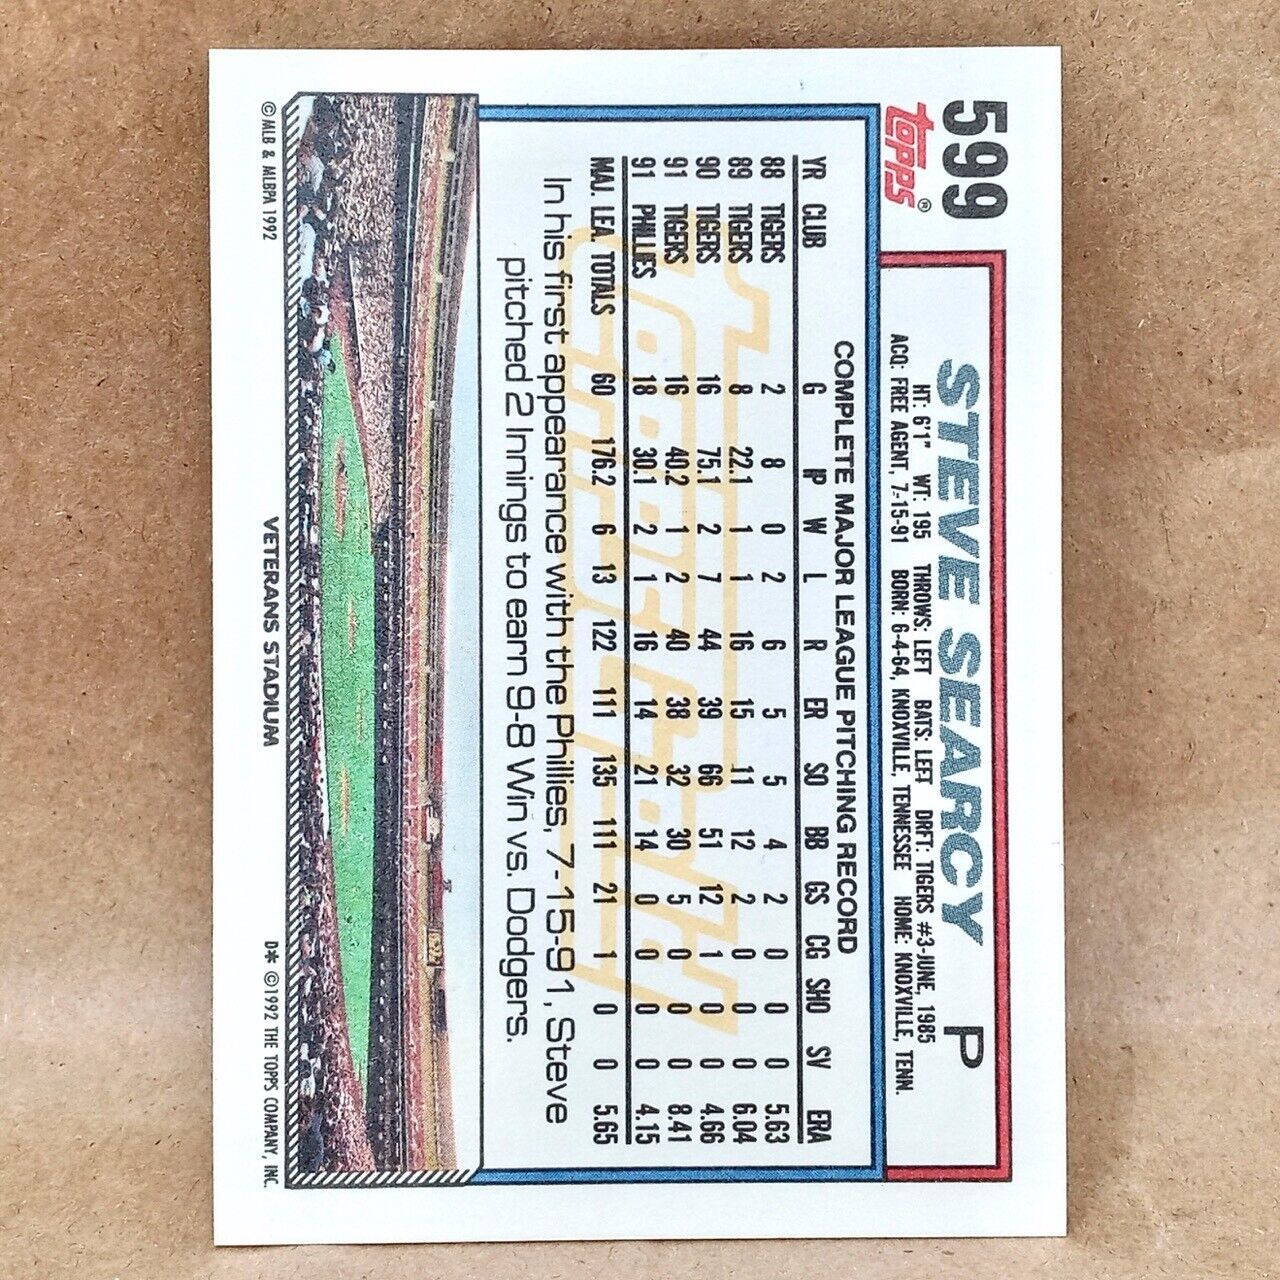 599
STEVE SEARCY P
Topps®
HT: 6'1" WT: 195 THROWS: LEFT BATS: LEFT DRFT: TIGERS #3-JUNE, 1985
ACQ: FREE AGENT, 7-15-91 BORN: 6-4-64, KNOXVILLE, TENNESSEE HOME: KNOXVILLE, TENN.
COMPLETE MAJOR LEAGUE PITCHING RECORD
YR CLUB G IP W L R ER SO BB GS CG SHO SV ERA
88 TIGERS 2 8 0 2 6 5 5 4 2 0 0 0 5.63
89 TIGERS 8 22.1 1 1 16 15 11 12 2 0 0 0 6.04
90 TIGERS 16 75.1 2 7 44 39 66 51 12 1 0 0 4.66
91 TIGERS 16 40.2 1 2 40 38 32 30 5 0 0 0 8.41
91 PHILLIES 18 30.1 2 1 16 14 21 14 0 0 0 0 4.15
MAJ. LEA. TOTALS 60 176.2 6 13 122 111 135 111 21 1 0 0 5.65
In his first appearance with the Phillies, 7-15-91, Steve
pitched 2 Innings to earn 9-8 Win vs. Dodgers.
© MLB & MLBPA 1992 VETERANS STADIUM D* © 1992 THE TOPPS COMPANY, INC.